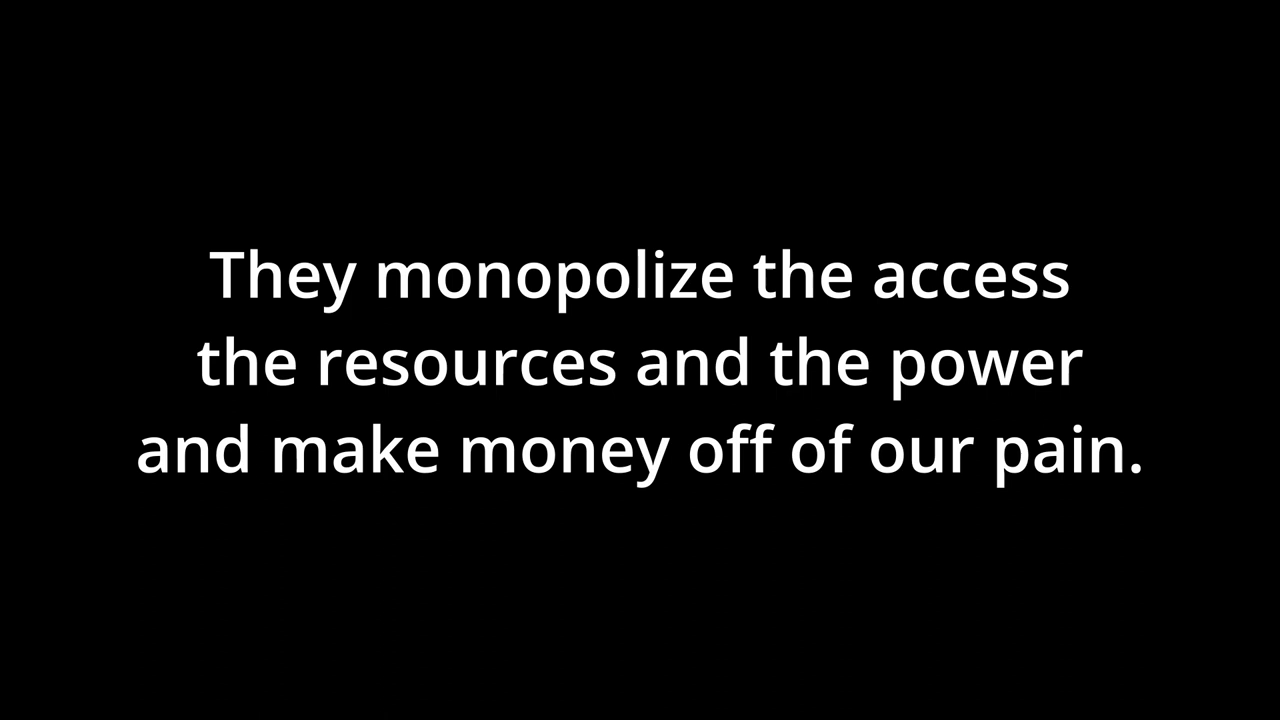 They monopolize the access
the resources and the power
and make money off of our pain.